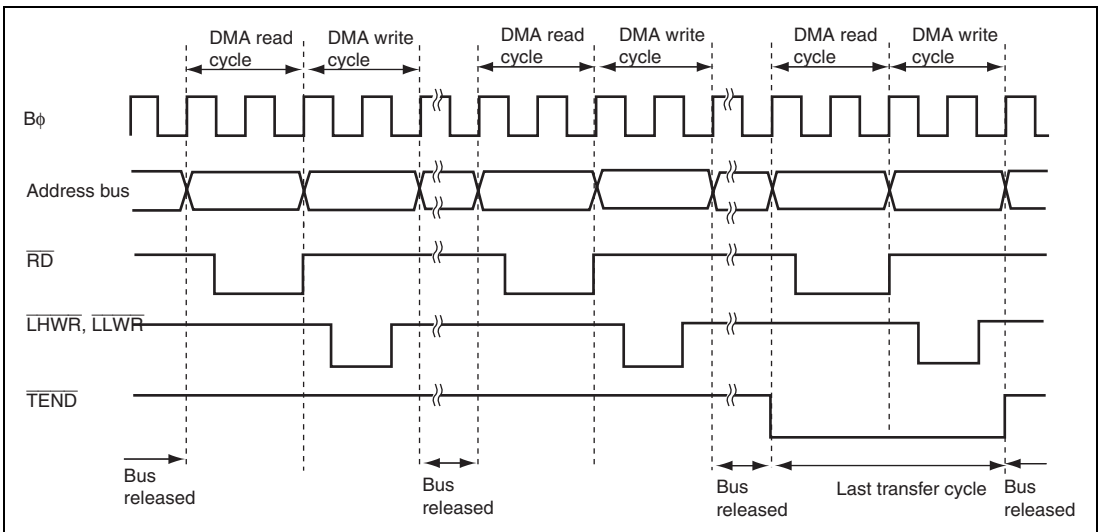 DMA read cycle
DMA write cycle
DMA read cycle
DMA write cycle
DMA read cycle
DMA write cycle
Bϕ
Address bus
RD
LHWR, LLWR
TEND
Bus released
Bus released
Bus released
Last transfer cycle
Bus released